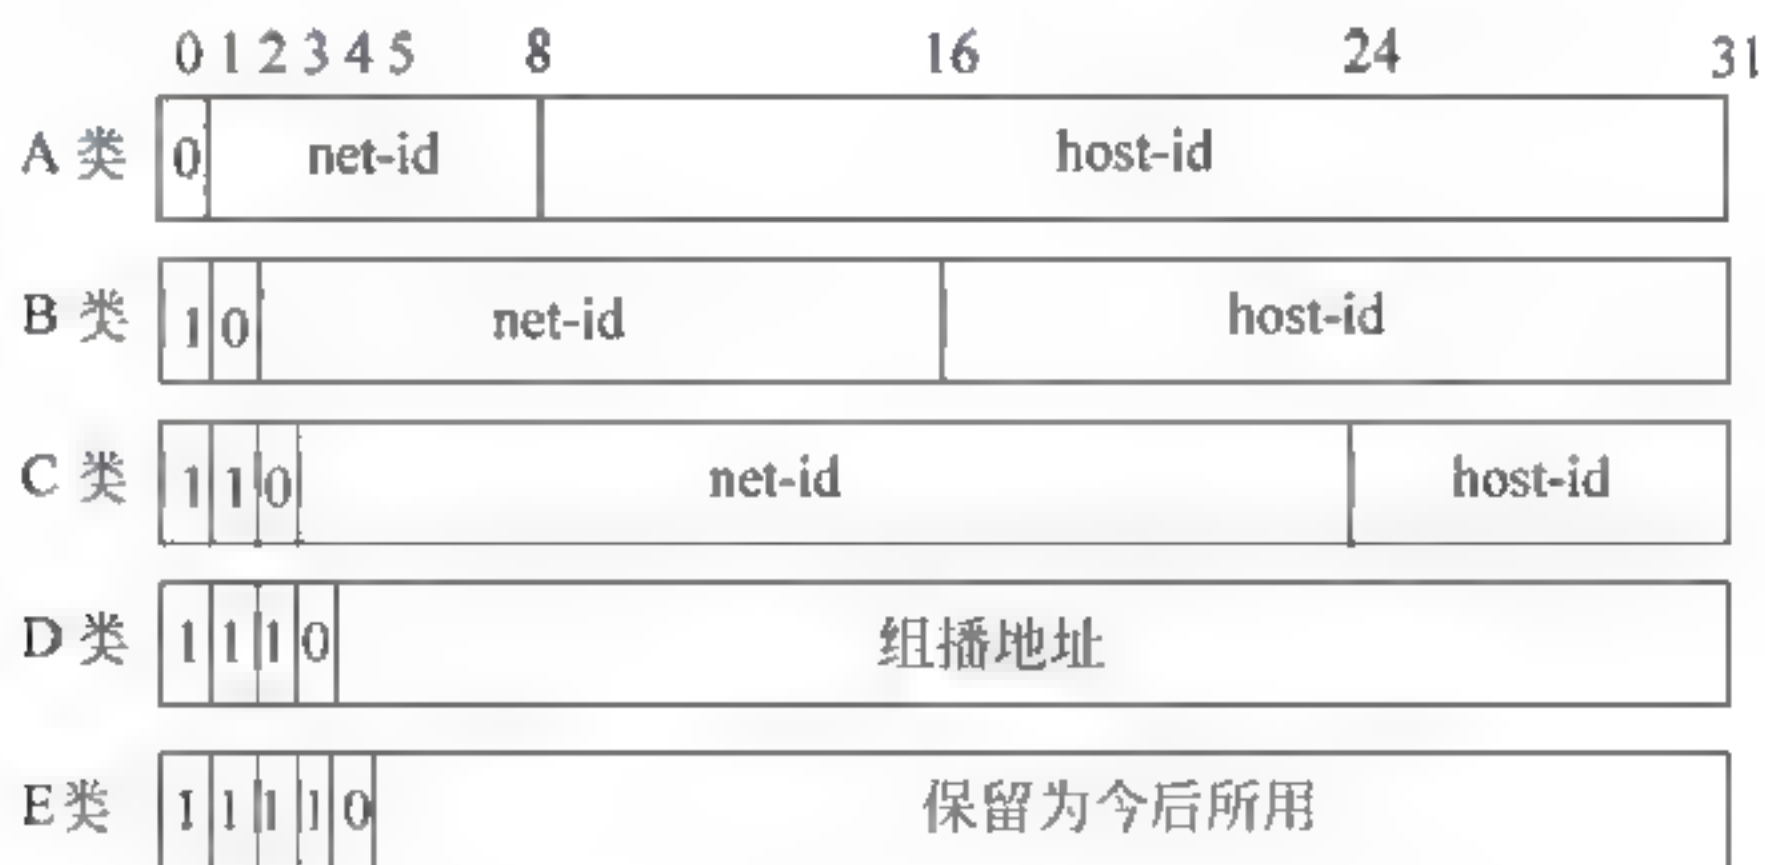 0 1 2 3 4 5 8 16 24 31
A 类 0 net-id host-id
B 类 1 0 net-id host-id
C 类 1 1 0 net-id host-id
D 类 1 1 1 0 组播地址
E类 1 1 1 1 0 保留为今后所用